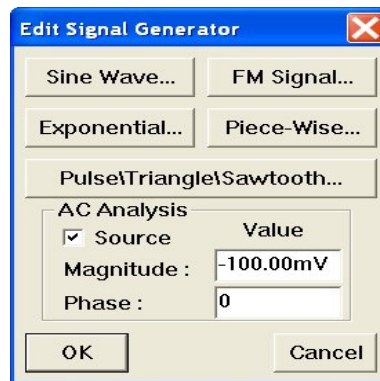 Edit Signal Generator
Sine Wave... FM Signal...
Exponential... Piece-Wise...
Pulse\Triangle\Sawtooth...
AC Analysis
Source Value
Magnitude : -100.00mV
Phase : 0
OK Cancel